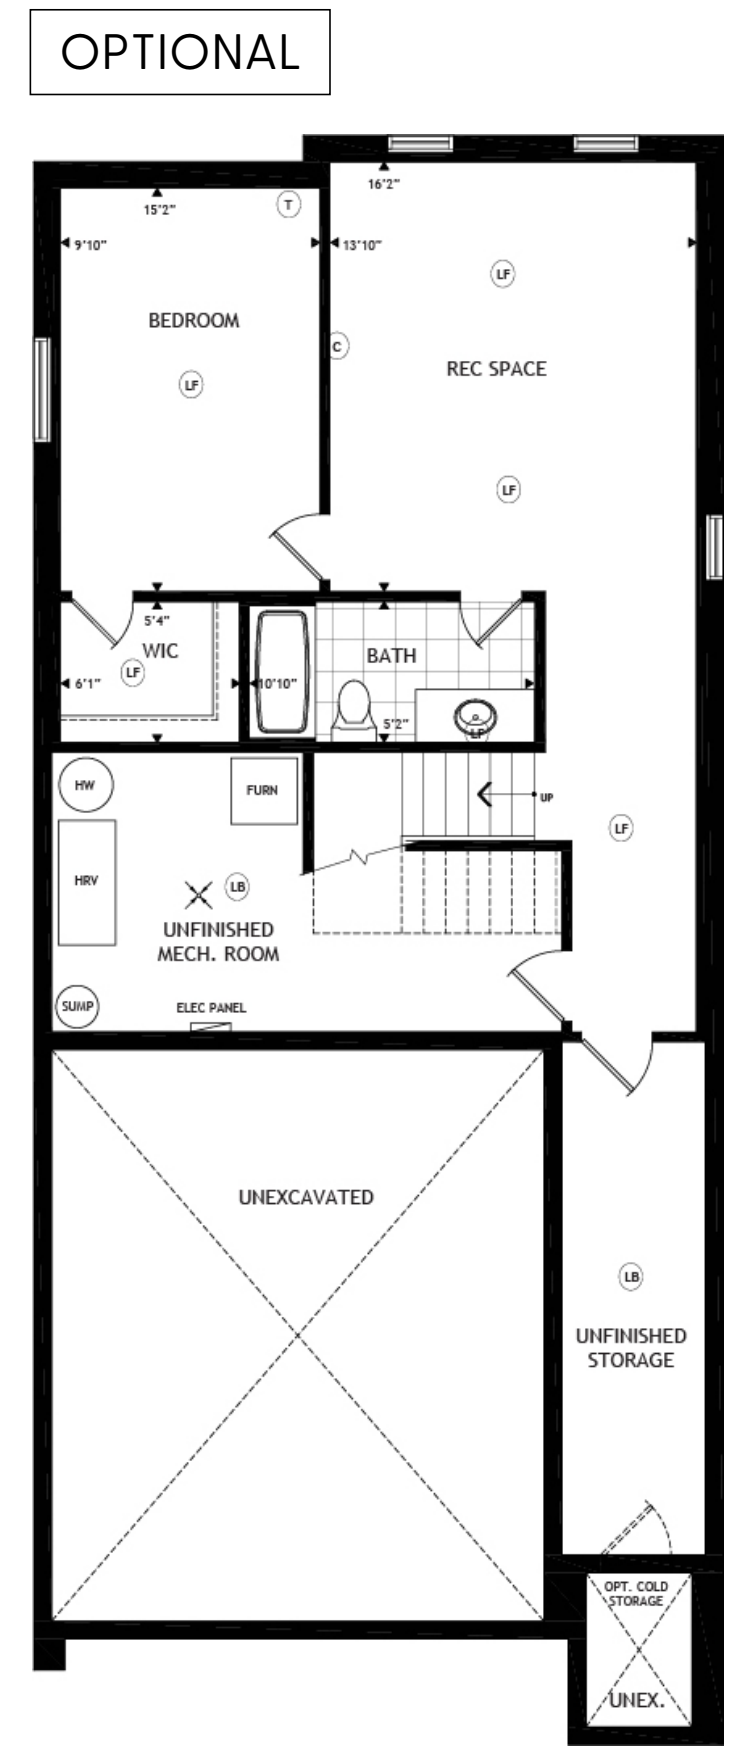 OPTIONAL
16'2"
15'2"
T
9'10"
13'10"
LF
BEDROOM
C
REC SPACE
LF
LF
5'4"
WIC
BATH
LF
6'1"
10'10"
5'2"
LF
HW
FURN
UP
LF
HRV
LB
UNFINISHED
MECH. ROOM
SUMP
ELEC PANEL
UNEXCAVATED
LB
UNFINISHED
STORAGE
OPT. COLD
STORAGE
UNEX.